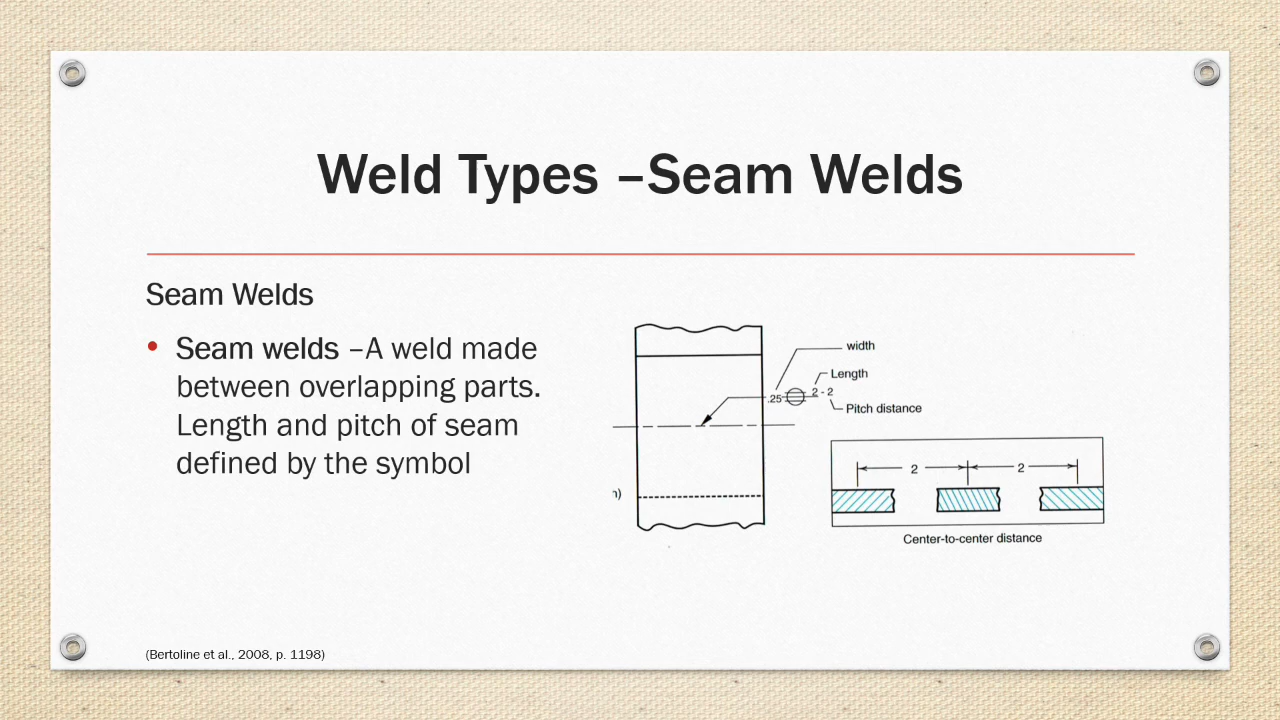 Weld Types –Seam Welds
Seam Welds
• Seam welds –A weld made
between overlapping parts.
Length and pitch of seam
defined by the symbol
width
Length
.25 2 - 2
Pitch distance
2 2
Center-to-center distance
(Bertoline et al., 2008, p. 1198)